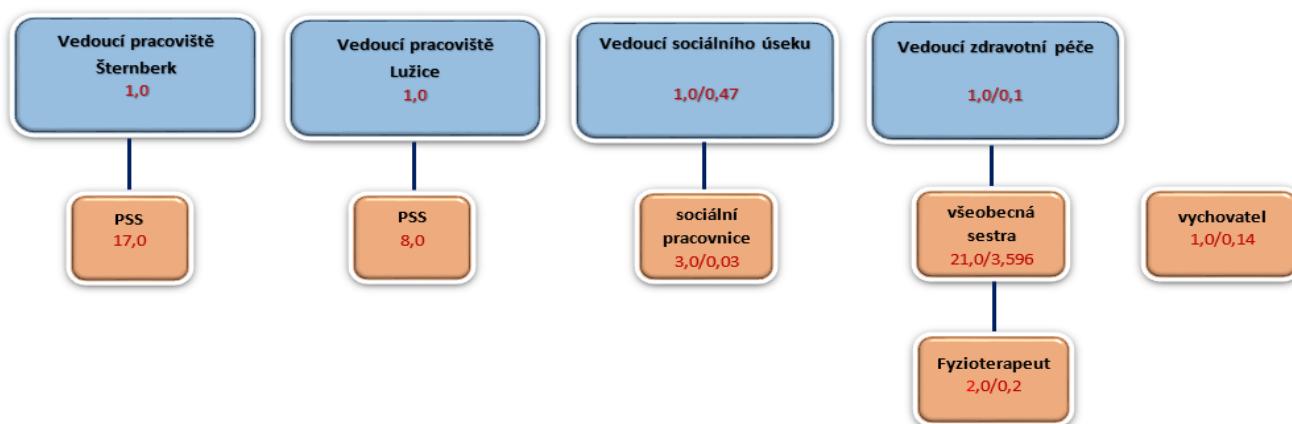 Vedoucí pracoviště
Šternberk
1,0
Vedoucí pracoviště
Lužice
1,0
Vedoucí sociálního úseku
1,0/0,47
Vedoucí zdravotní péče
1,0/0,1
PSS
17,0
PSS
8,0
sociální
pracovnice
3,0/0,03
všeobecná
sestra
21,0/3,596
vychovatel
1,0/0,14
Fyzioterapeut
2,0/0,2